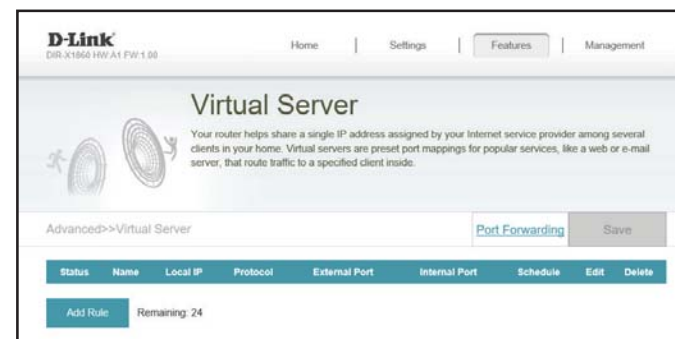 D-Link
DIR-X1860 HW:A1 FW:1.00
Home | Settings | Features | Management
Virtual Server
Your router helps share a single IP address assigned by your Internet service provider among several
clients in your home. Virtual servers are preset port mappings for popular services, like a web or e-mail
server, that route traffic to a specified client inside.
Advanced>>Virtual Server
Port Forwarding
Save
Status Name Local IP Protocol External Port Internal Port Schedule Edit Delete
Add Rule Remaining: 24